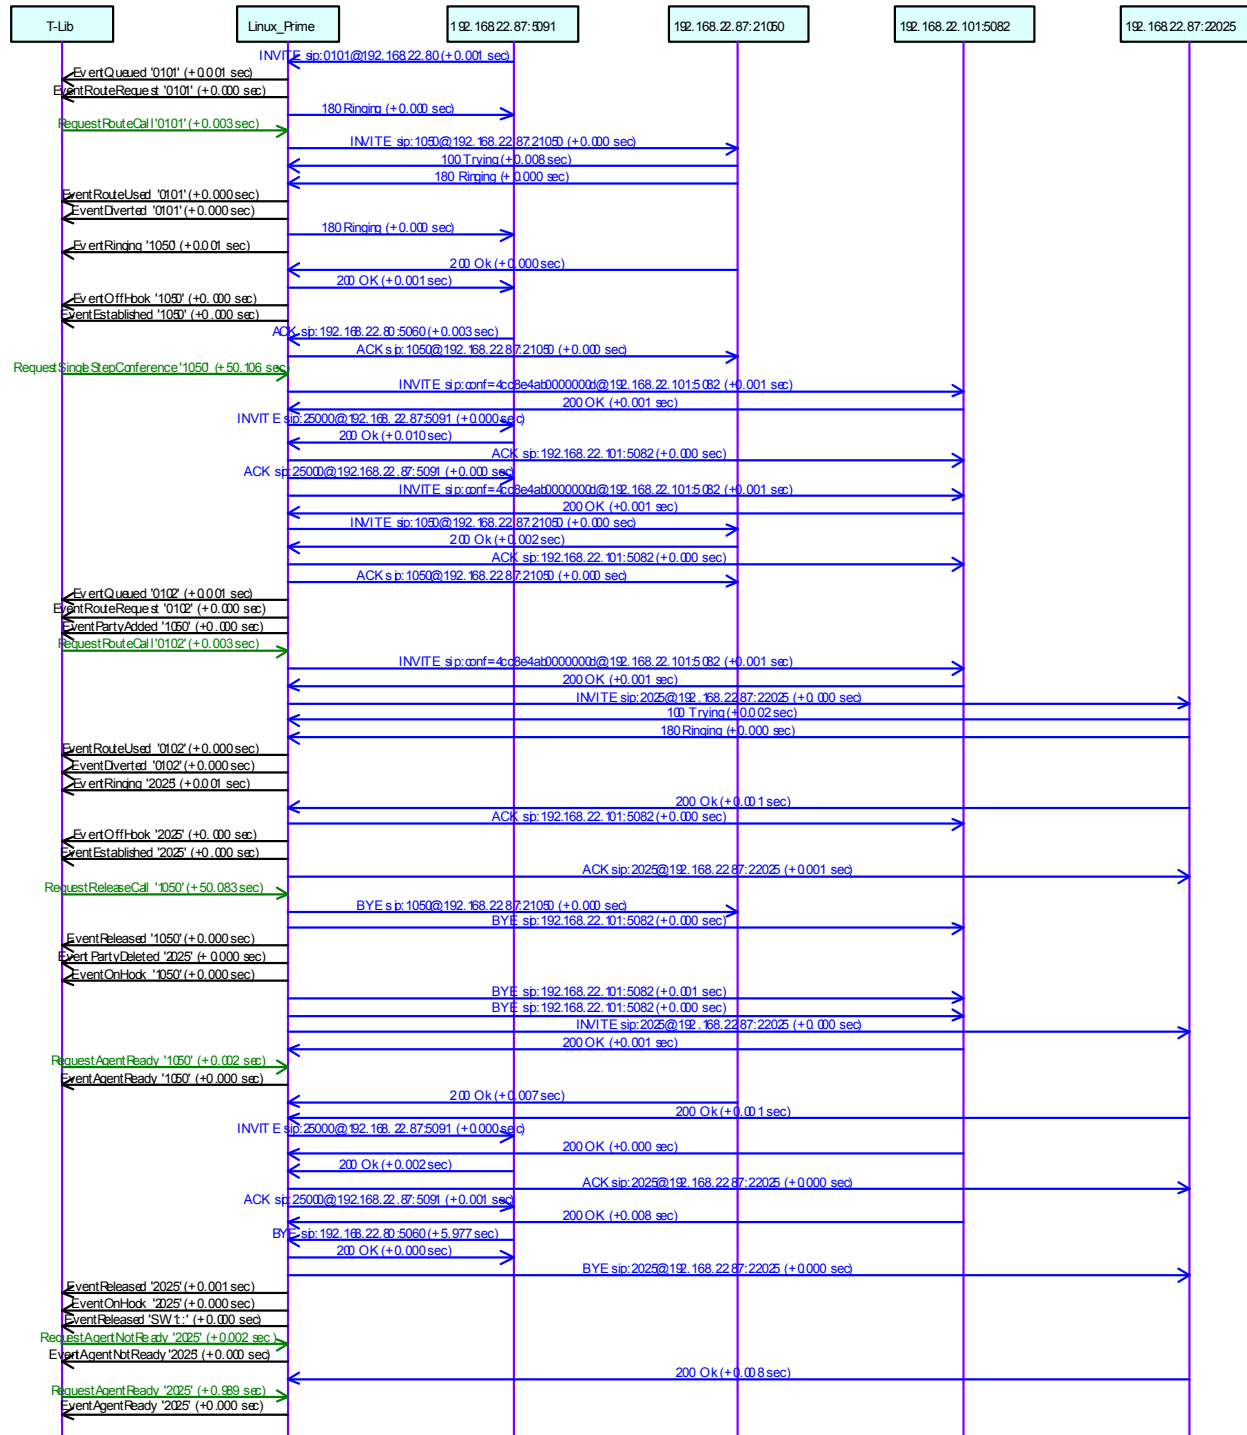 T-Lib
Linux_Prime
192.168.22.87:5091
192.168.22.87:21050
192.168.22.101:5082
192.168.22.87:22025
INVITE sip:0101@192.168.22.80 (+0.001 sec)
EventQueued '0101' (+0.001 sec)
EventRouteRequest '0101' (+0.000 sec)
180 Ringing (+0.000 sec)
RequestRouteCall '0101' (+0.003 sec)
INVITE sip:1050@192.168.22.87:21050 (+0.000 sec)
100 Trying (+0.008 sec)
180 Ringing (+0.000 sec)
EventRouteUsed '0101' (+0.000 sec)
EventDiverted '0101' (+0.000 sec)
180 Ringing (+0.000 sec)
EventRinging '1050' (+0.001 sec)
200 Ok (+0.000 sec)
200 OK (+0.001 sec)
EventOffHook '1050' (+0.000 sec)
EventEstablished '1050' (+0.000 sec)
ACK sip:192.168.22.80:5060 (+0.003 sec)
ACK sip:1050@192.168.22.87:21050 (+0.000 sec)
RequestSingleStepConference '1050' (+50.106 sec)
INVITE sip:conf=4cc8e4ab0000000d@192.168.22.101:5082 (+0.001 sec)
200 OK (+0.001 sec)
INVITE sip:25000@192.168.22.87:5091 (+0.000 sec)
200 Ok (+0.010 sec)
ACK sip:192.168.22.101:5082 (+0.000 sec)
ACK sip:25000@192.168.22.87:5091 (+0.000 sec)
INVITE sip:conf=4cc8e4ab0000000d@192.168.22.101:5082 (+0.001 sec)
200 OK (+0.001 sec)
INVITE sip:1050@192.168.22.87:21050 (+0.000 sec)
200 Ok (+0.002 sec)
ACK sip:192.168.22.101:5082 (+0.000 sec)
ACK sip:1050@192.168.22.87:21050 (+0.000 sec)
EventQueued '0102' (+0.001 sec)
EventRouteRequest '0102' (+0.000 sec)
EventPartyAdded '1050' (+0.000 sec)
RequestRouteCall '0102' (+0.003 sec)
INVITE sip:conf=4cc8e4ab0000000d@192.168.22.101:5082 (+0.001 sec)
200 OK (+0.001 sec)
INVITE sip:2025@192.168.22.87:22025 (+0.000 sec)
100 Trying (+0.002 sec)
180 Ringing (+0.000 sec)
EventRouteUsed '0102' (+0.000 sec)
EventDiverted '0102' (+0.000 sec)
EventRinging '2025' (+0.001 sec)
200 Ok (+0.001 sec)
ACK sip:192.168.22.101:5082 (+0.000 sec)
EventOffHook '2025' (+0.000 sec)
EventEstablished '2025' (+0.000 sec)
ACK sip:2025@192.168.22.87:22025 (+0.001 sec)
RequestReleaseCall '1050' (+50.083 sec)
BYE sip:1050@192.168.22.87:21050 (+0.000 sec)
BYE sip:192.168.22.101:5082 (+0.000 sec)
EventReleased '1050' (+0.000 sec)
EventPartyDeleted '2025' (+0.000 sec)
EventOnHook '1050' (+0.000 sec)
BYE sip:192.168.22.101:5082 (+0.001 sec)
BYE sip:192.168.22.101:5082 (+0.000 sec)
INVITE sip:2025@192.168.22.87:22025 (+0.000 sec)
200 OK (+0.001 sec)
RequestAgentReady '1050' (+0.002 sec)
EventAgentReady '1050' (+0.000 sec)
200 Ok (+0.007 sec)
200 Ok (+0.001 sec)
INVITE sip:25000@192.168.22.87:5091 (+0.000 sec)
200 OK (+0.000 sec)
200 Ok (+0.002 sec)
ACK sip:2025@192.168.22.87:22025 (+0.000 sec)
ACK sip:25000@192.168.22.87:5091 (+0.001 sec)
200 OK (+0.008 sec)
BYE sip:192.168.22.80:5060 (+5.977 sec)
200 OK (+0.000 sec)
BYE sip:2025@192.168.22.87:22025 (+0.000 sec)
EventReleased '2025' (+0.001 sec)
EventOnHook '2025' (+0.000 sec)
EventReleased 'SW1::' (+0.000 sec)
RequestAgentNotReady '2025' (+0.002 sec)
EventAgentNotReady '2025' (+0.000 sec)
200 Ok (+0.008 sec)
RequestAgentReady '2025' (+0.989 sec)
EventAgentReady '2025' (+0.000 sec)